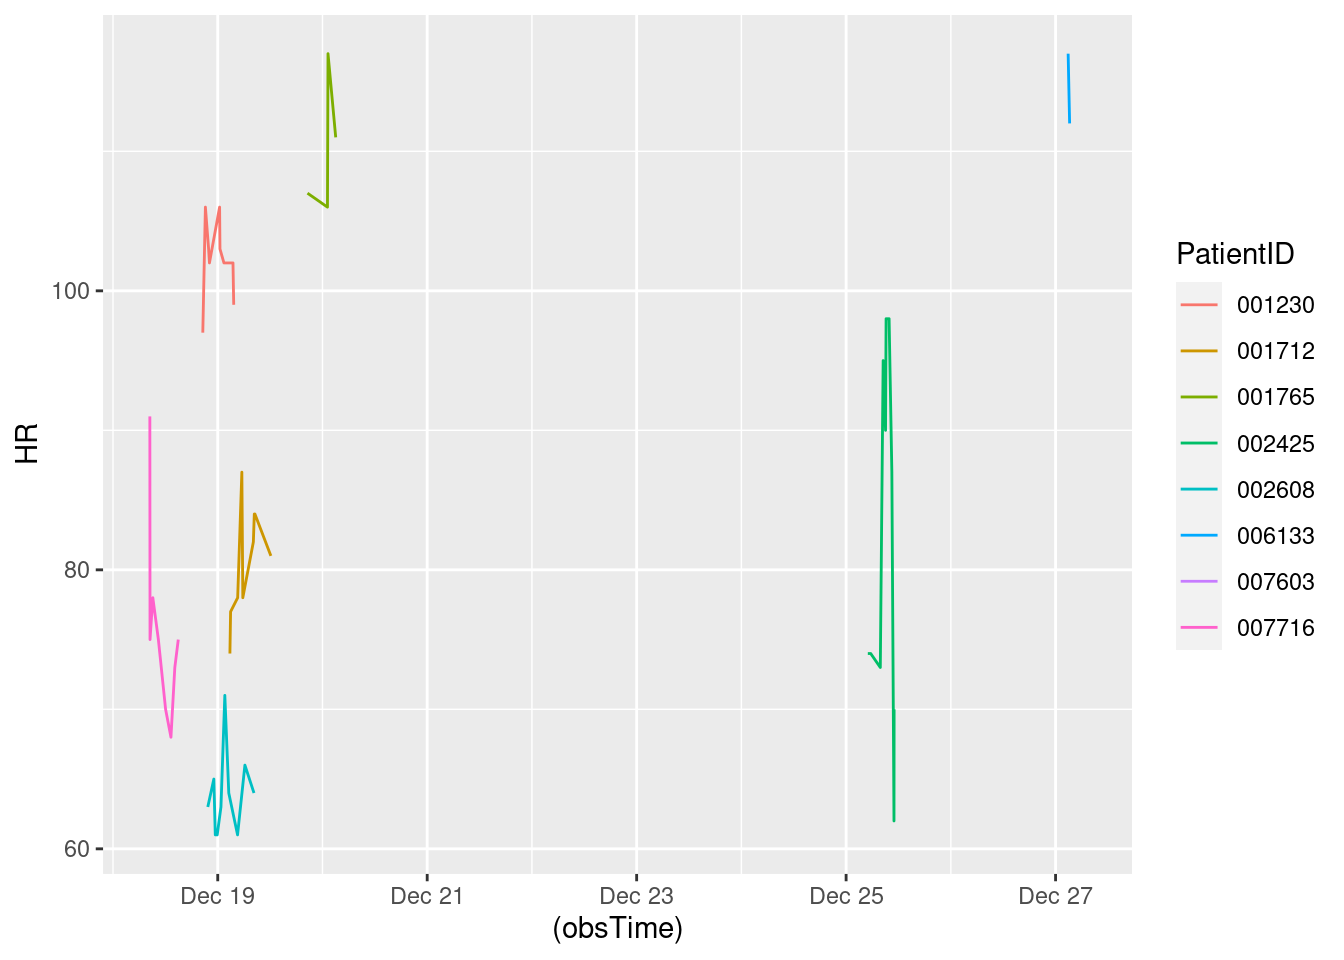 HR
100
80
60
Dec 19
Dec 21
Dec 23
Dec 25
Dec 27
(obsTime)
PatientID
001230
001712
001765
002425
002608
006133
007603
007716